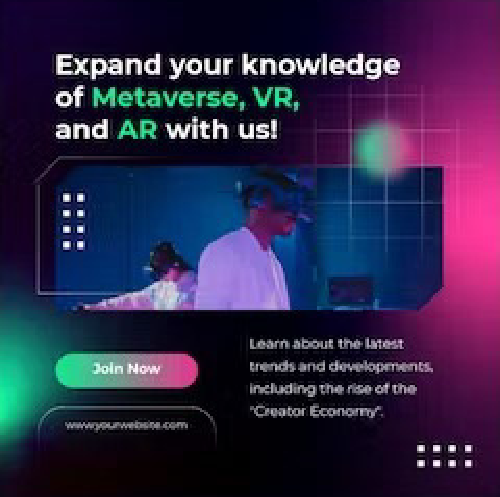 Expand your knowledge
of Metaverse, VR,
and AR with us!
Learn about the latest
trends and developments,
including the rise of the
"Creator Economy".
Join Now
www.yourwebsite.com